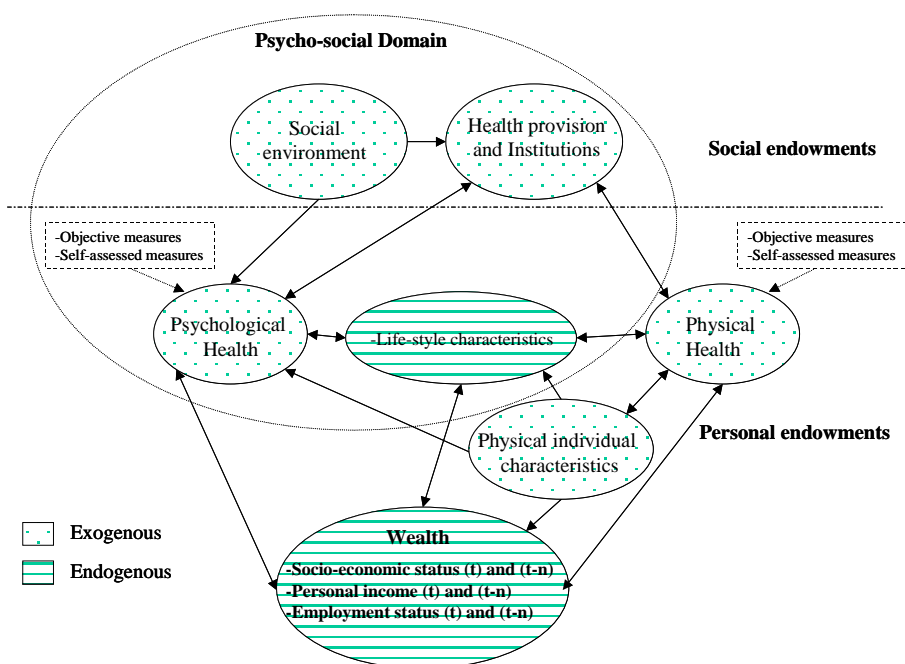 Psycho-social Domain
Social
environment
Health provision
and Institutions
Social endowments
-Objective measures
-Self-assessed measures
-Objective measures
-Self-assessed measures
Psychological
Health
-Life-style characteristics
Physical
Health
Physical individual
characteristics
Personal endowments
Exogenous
Endogenous
Wealth
-Socio-economic status (t) and (t-n)
-Personal income (t) and (t-n)
-Employment status (t) and (t-n)